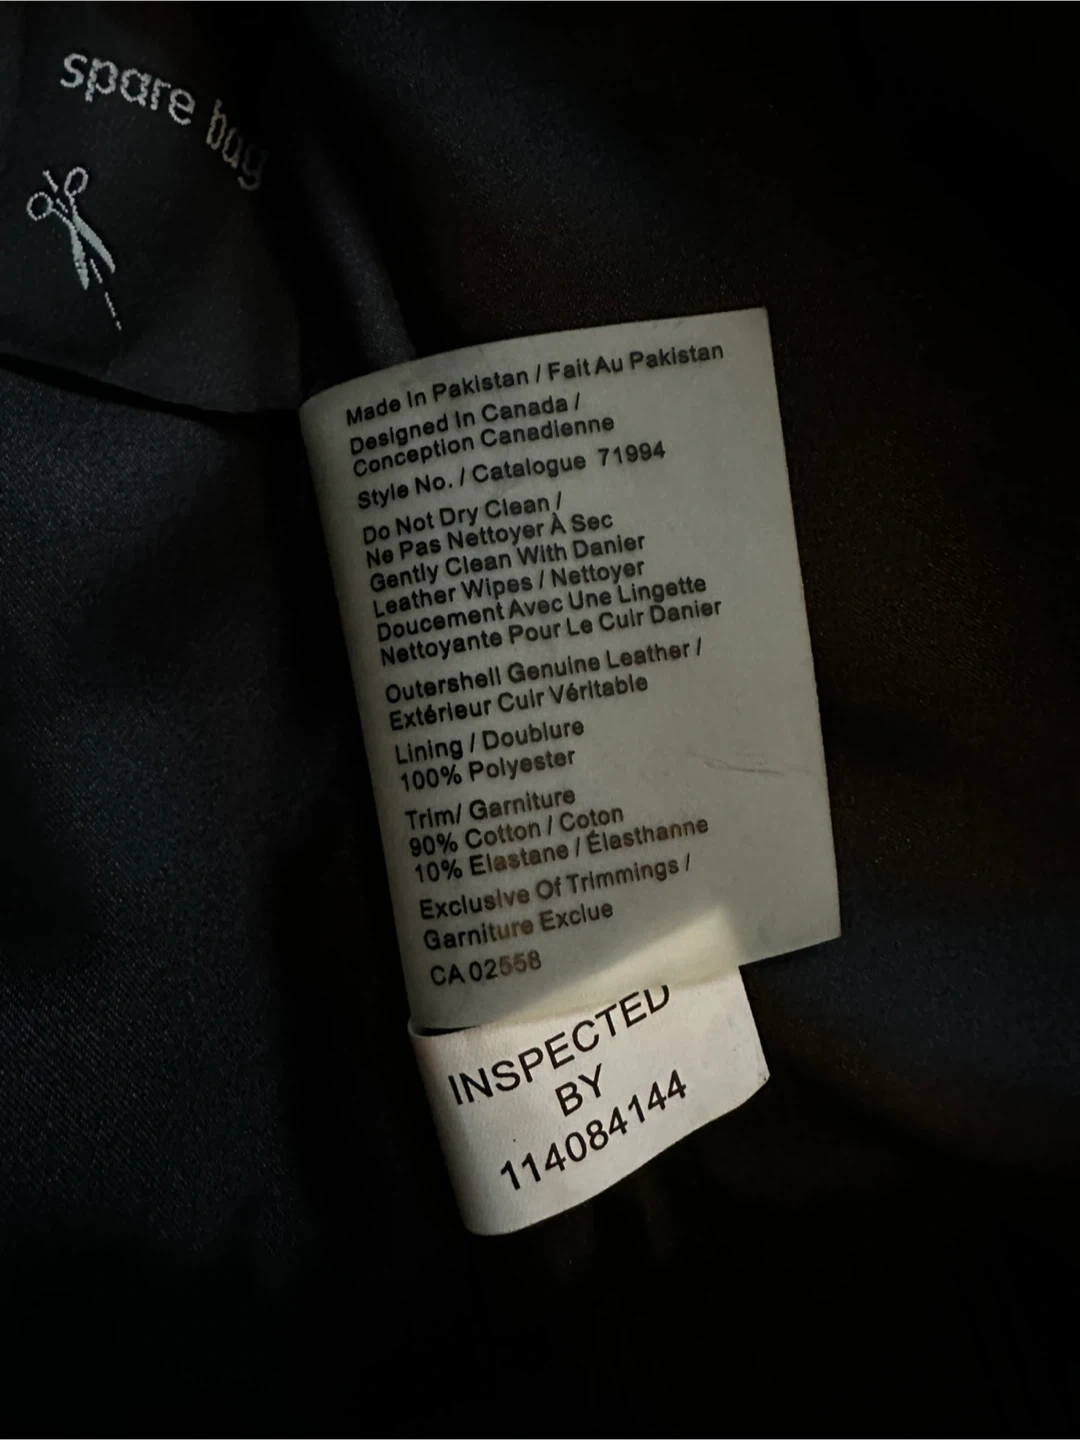 spare bag
Made In Pakistan / Fait Au Pakistan
Designed In Canada /
Conception Canadienne
Style No. / Catalogue 71994
Do Not Dry Clean /
Ne Pas Nettoyer À Sec
Gently Clean With Danier
Leather Wipes / Nettoyer
Doucement Avec Une Lingette
Nettoyante Pour Le Cuir Danier
Outershell Genuine Leather /
Extérieur Cuir Véritable
Lining / Doublure
100% Polyester
Trim/ Garniture
90% Cotton / Coton
10% Elastane / Élasthanne
Exclusive Of Trimmings /
Garniture Exclue
CA 02558
INSPECTED
BY
114084144